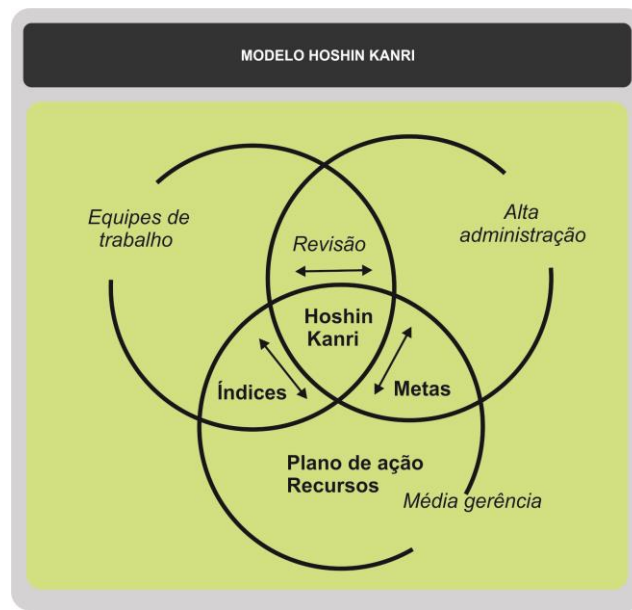 MODELO HOSHIN KANRI
Equipes de
trabalho
Alta
administração
Revisão
Hoshin
Kanri
Índices
Metas
Plano de ação
Recursos
Média gerência